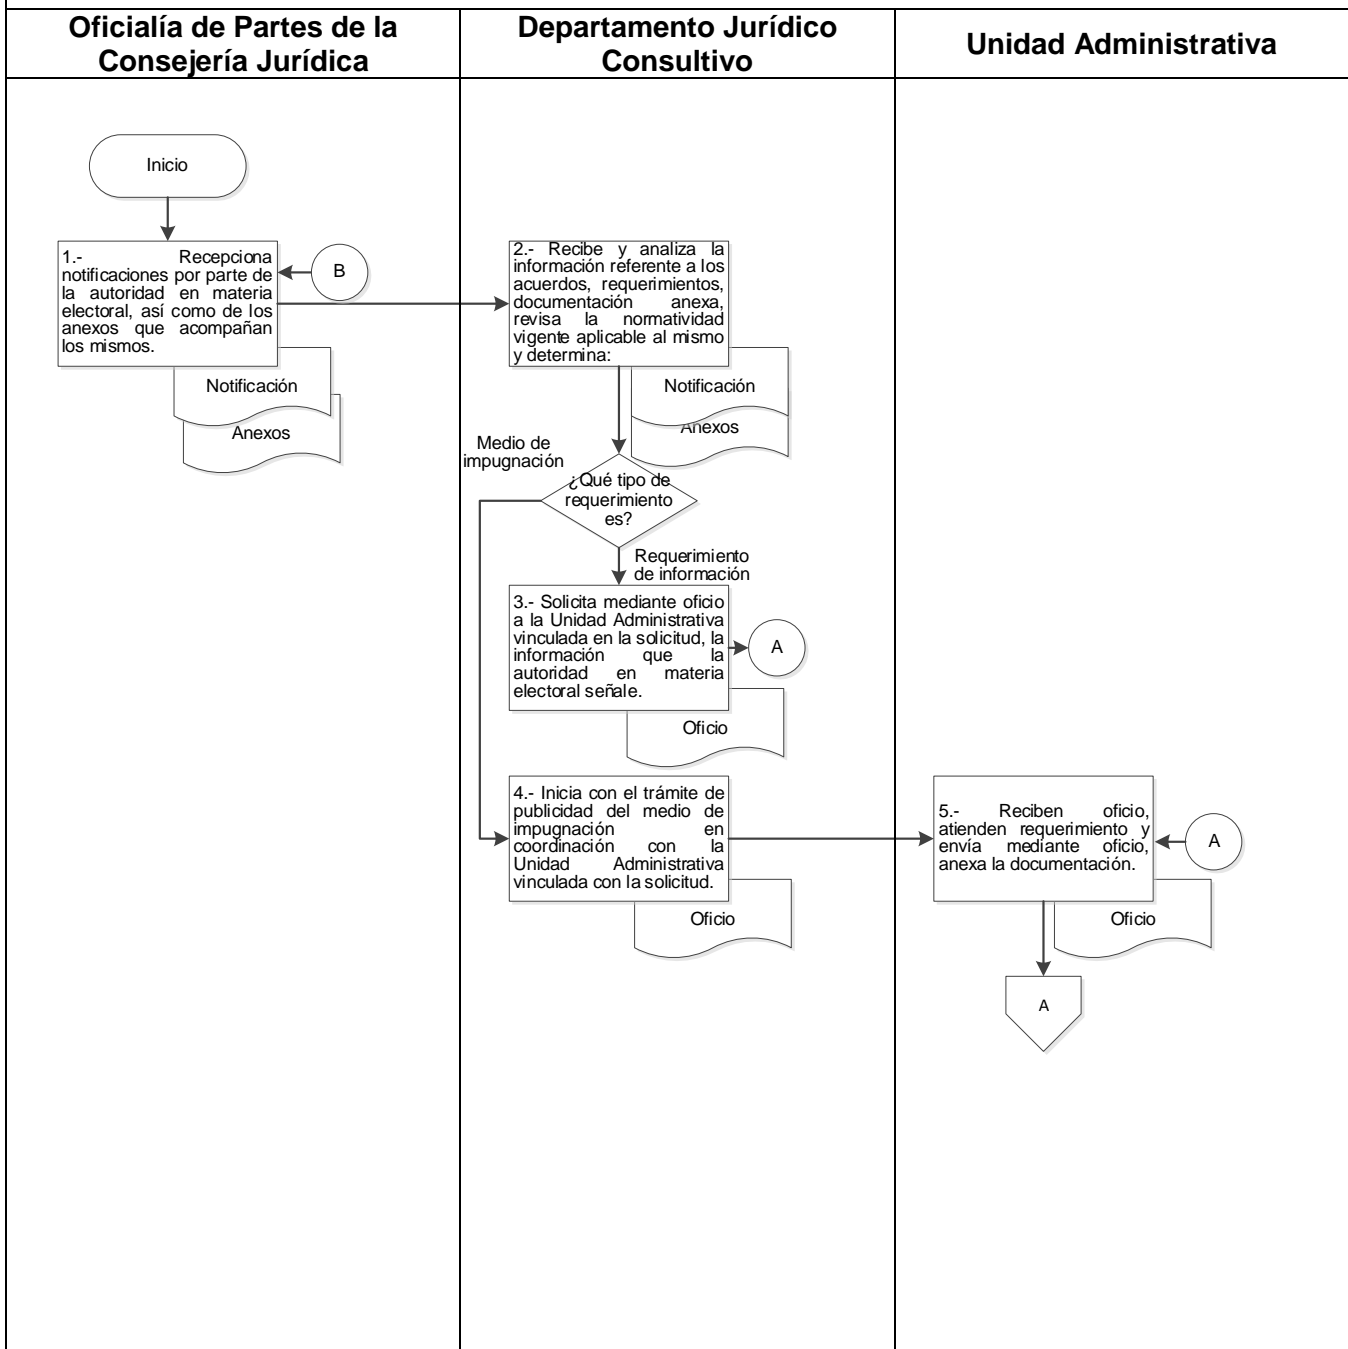 Oficialía de Partes de la
Consejería Jurídica
Departamento Jurídico
Consultivo
Unidad Administrativa
Inicio
1.- Recepciona
notificaciones por parte de
la autoridad en materia
electoral, así como de los
anexos que acompañan
los mismos.
B
Notificación
Anexos
2.- Recibe y analiza la
información referente a los
acuerdos, requerimientos,
documentación anexa,
revisa la normatividad
vigente aplicable al mismo
y determina:
Notificación
Anexos
Medio de
impugnación
¿Qué tipo de
requerimiento
es?
Requerimiento
de información
3.- Solicita mediante oficio
a la Unidad Administrativa
vinculada en la solicitud, la
información que la
autoridad en materia
electoral señale.
A
Oficio
4.- Inicia con el trámite de
publicidad del medio de
impugnación en
coordinación con la
Unidad Administrativa
vinculada con la solicitud.
Oficio
5.- Reciben oficio,
atienden requerimiento y
envía mediante oficio,
anexa la documentación.
A
Oficio
A